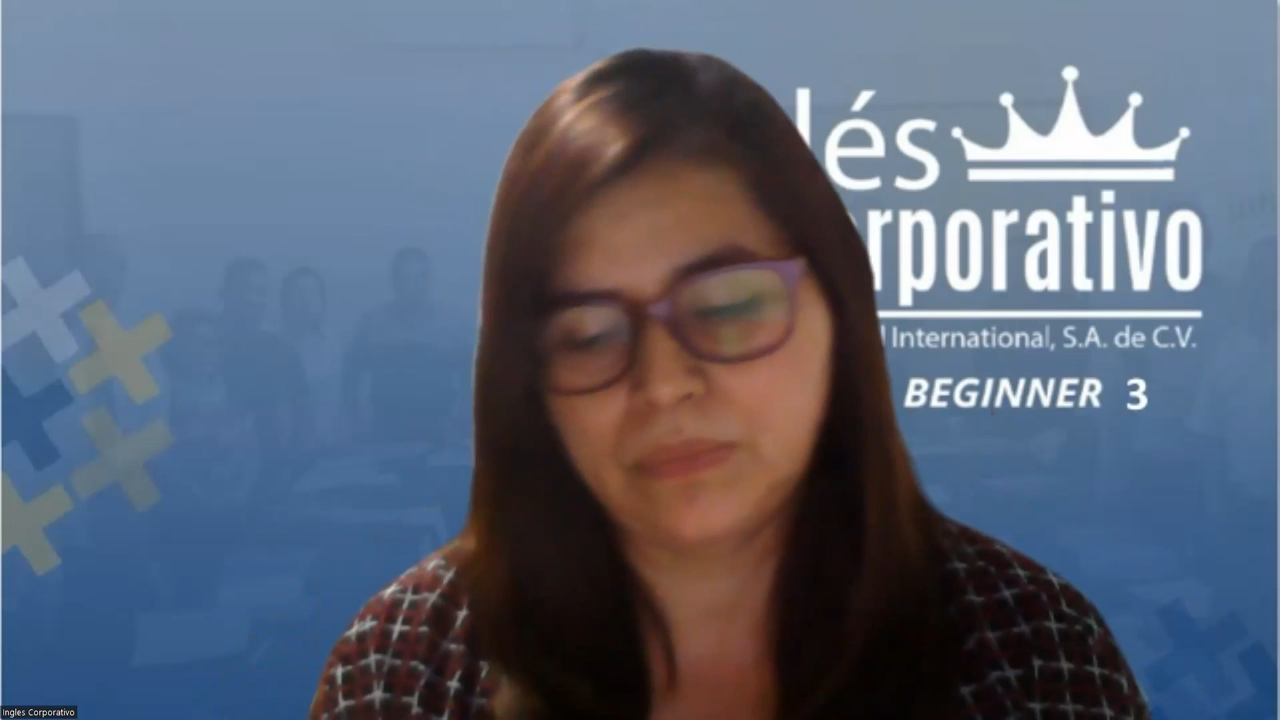 lés
rporativo
l International, S.A. de C.V.
BEGINNER 3
Ingles Corporativo